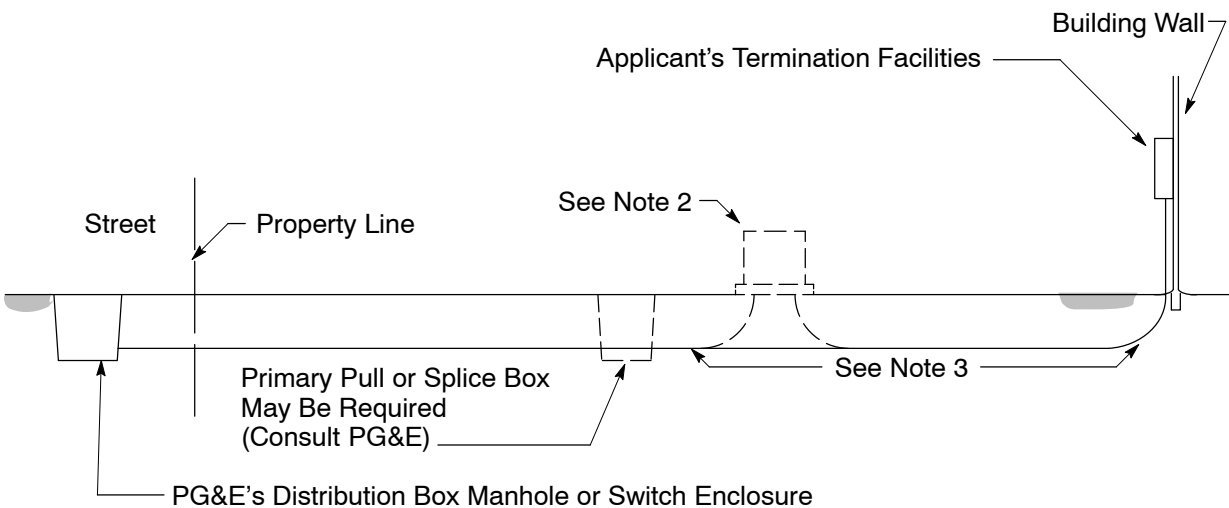 Building Wall
Applicant's Termination Facilities
See Note 2
Street
Property Line
See Note 3
Primary Pull or Splice Box
May Be Required
(Consult PG&E)
PG&E's Distribution Box Manhole or Switch Enclosure